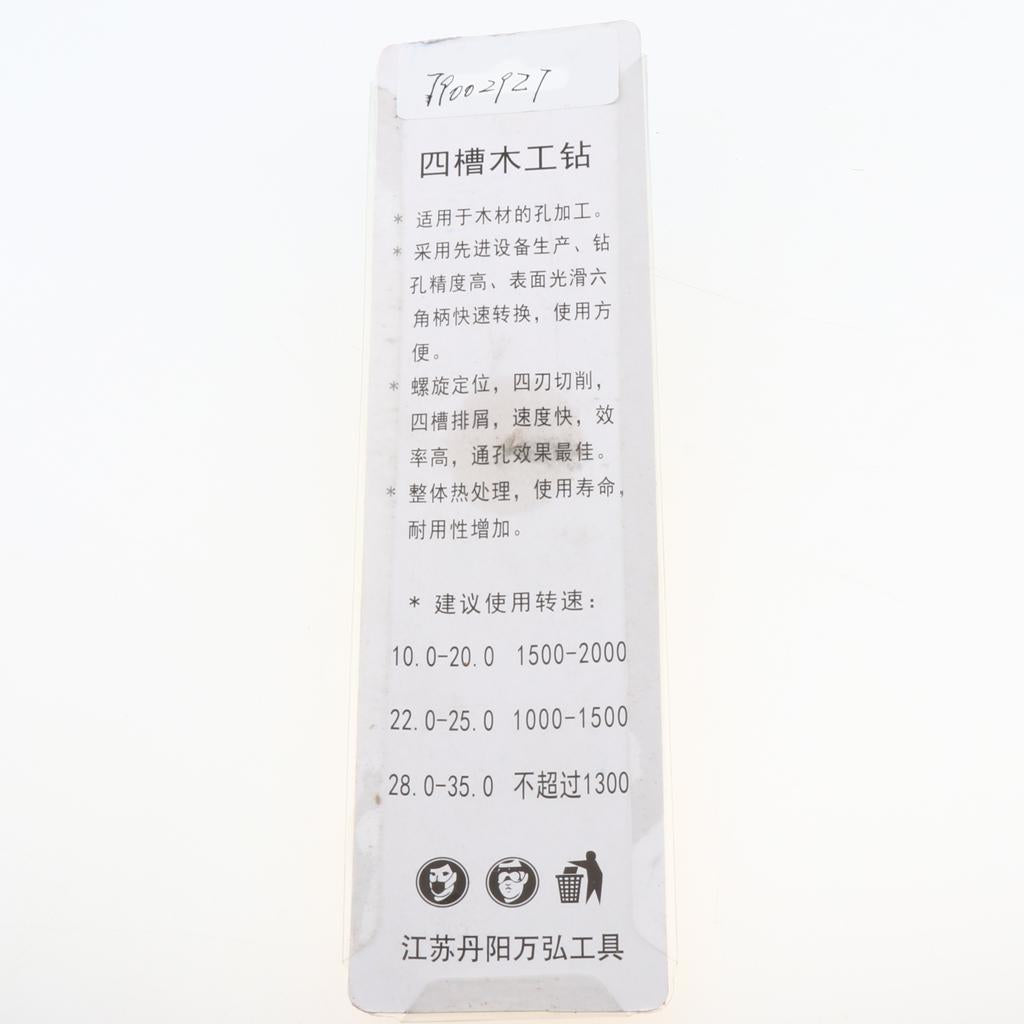 79002927
四槽木工钻
* 适用于木材的孔加工。
* 采用先进设备生产、钻
孔精度高、表面光滑六
角柄快速转换，使用方
便。
* 螺旋定位，四刃切削，
四槽排屑，速度快，效
率高，通孔效果最佳。
* 整体热处理，使用寿命，
耐用性增加。
* 建议使用转速：
10.0-20.0 1500-2000
22.0-25.0 1000-1500
28.0-35.0 不超过1300
江苏丹阳万弘工具